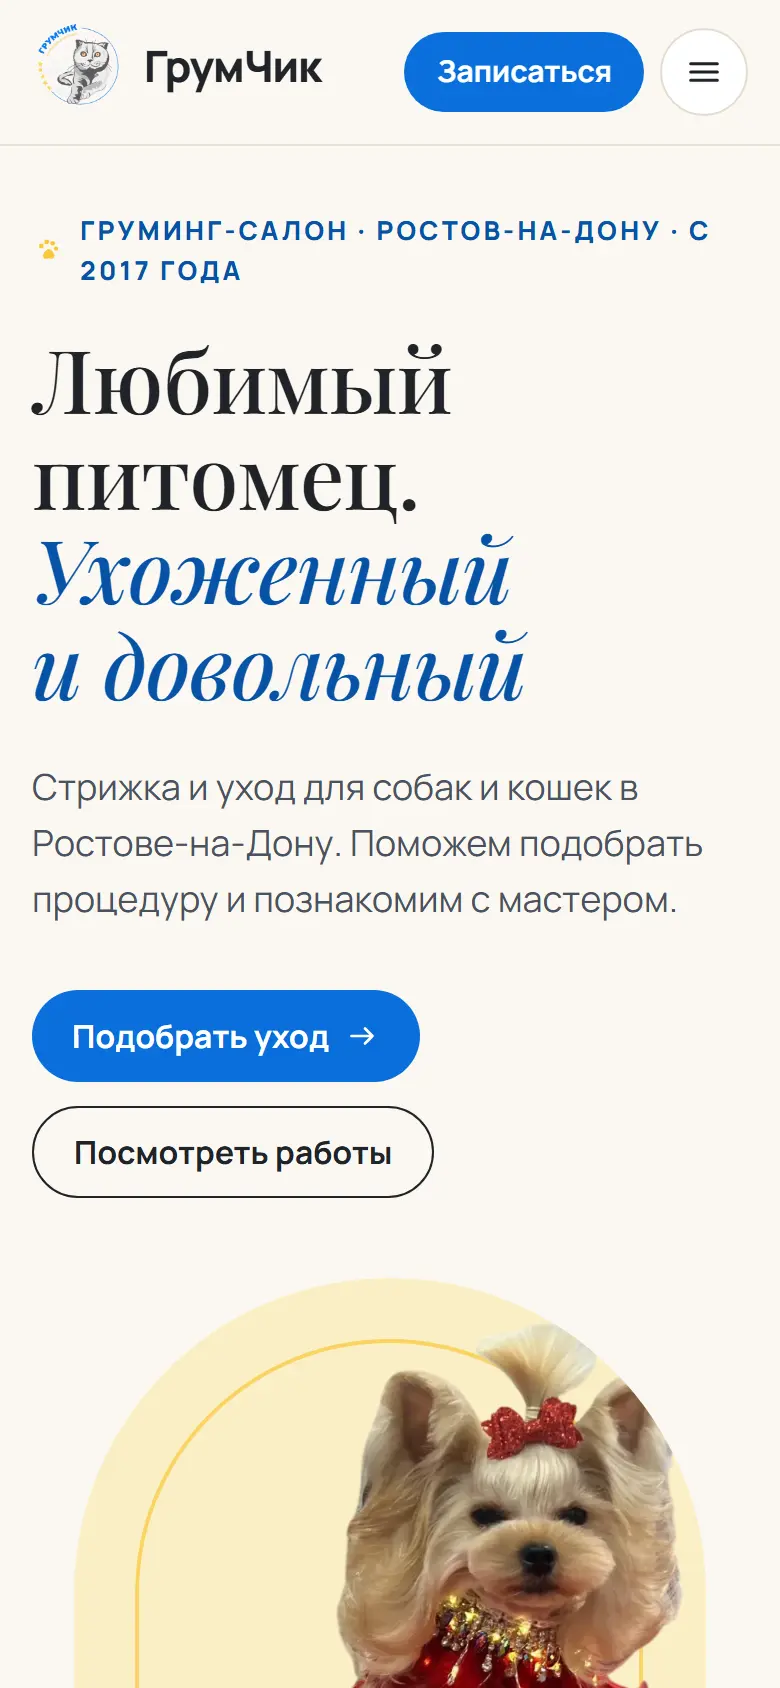 ГРУМЧИК
ГрумЧик
Записаться
ГРУМИНГ-САЛОН · РОСТОВ-НА-ДОНУ · С
2017 ГОДА
Любимый
питомец.
Ухоженный
и довольный
Стрижка и уход для собак и кошек в
Ростове-на-Дону. Поможем подобрать
процедуру и познакомим с мастером.
Подобрать уход →
Посмотреть работы